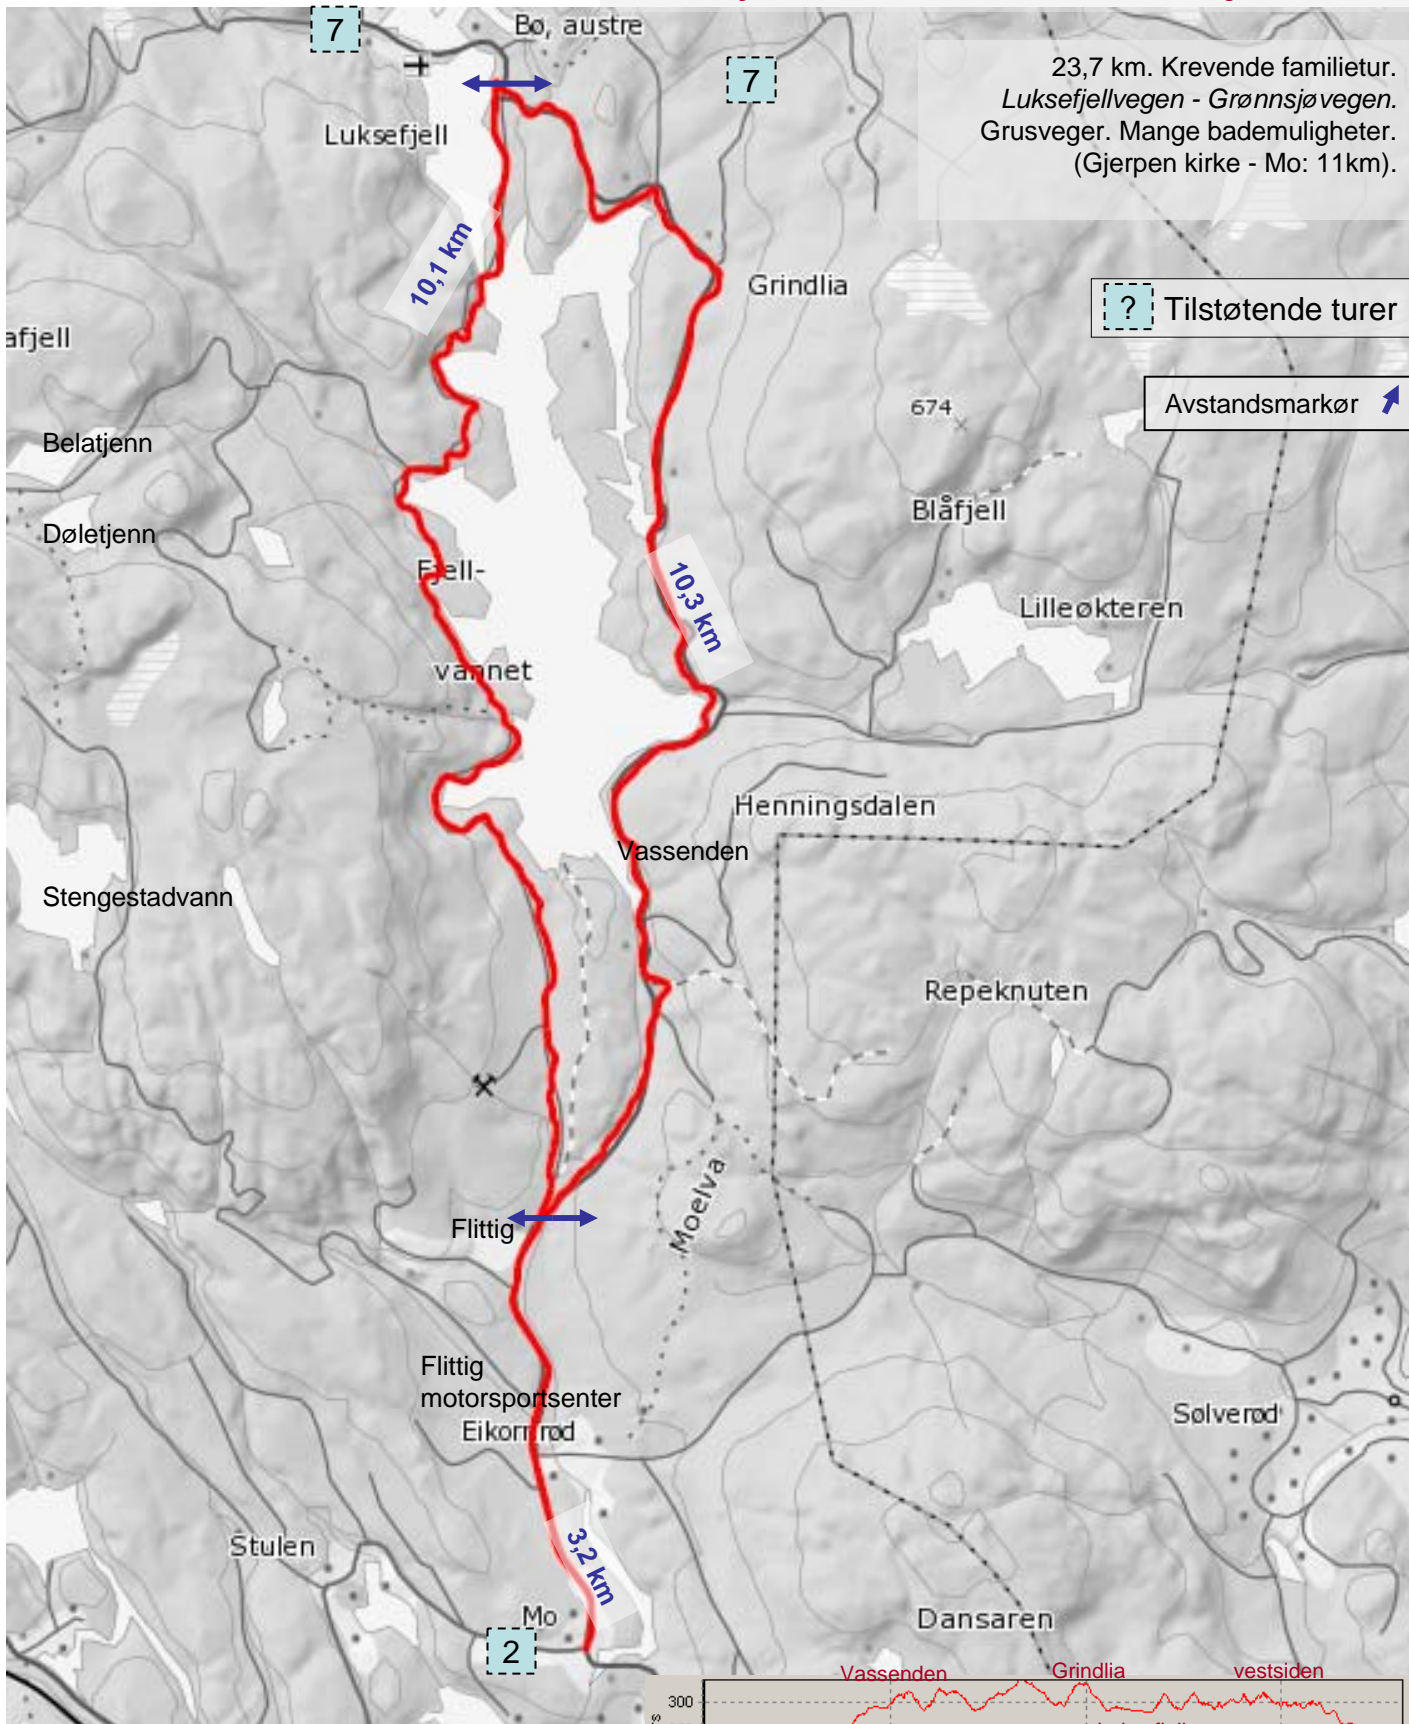 7
Bø, austre
7
23,7 km. Krevende familietur.
Luksefjellvegen - Grønnsjøvegen.
Grusveger. Mange bademuligheter.
(Gjerpen kirke - Mo: 11km).
Luksefjell
10,1 km
Grindlia
? Tilstøtende turer
afjell
Avstandsmarkør
674
Belatjenn
Blåfjell
Døletjenn
Fjell-
10,3 km
Lilleøkteren
vannet
Henningsdalen
Vassenden
Stengestadvann
Repeknuten
Moelva
Flittig
Flittig
motorsportsenter
Sølverød
Eikornrød
Stulen
3,2 km
Mo
Dansaren
2
Vassenden Grindlia vestsiden
300